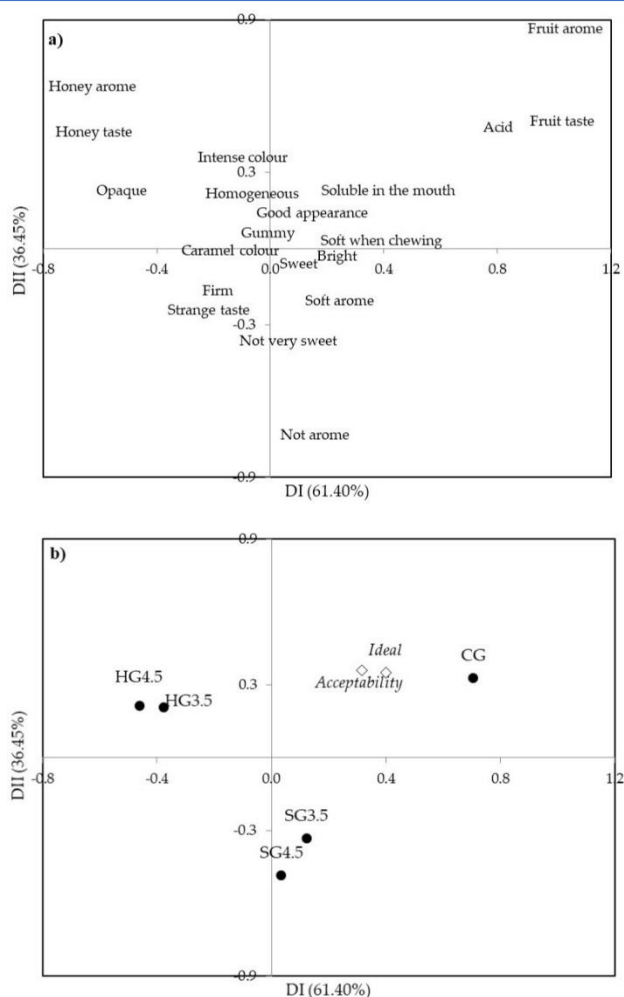 0.9
a)
Fruit arome
Honey arome
Fruit taste
Acid
Honey taste
Intense colour
0.3
Opaque
Homogeneous
Soluble in the mouth
Good appearance
Gummy
Soft when chewing
Caramel colour
Bright
Sweet
-0.8
-0.4
0.0
0.4
0.8
1.2
DII (36.45%)
Firm
Soft arome
Strange taste
-0.3
Not very sweet
Not arome
-0.9
DI (61.40%)
0.9
b)
Ideal
CG
HG4.5
Acceptability
0.3
HG3.5
DII (36.45%)
-0.8
-0.4
0.0
0.4
0.8
1.2
SG3.5
-0.3
SG4.5
-0.9
DI (61.40%)